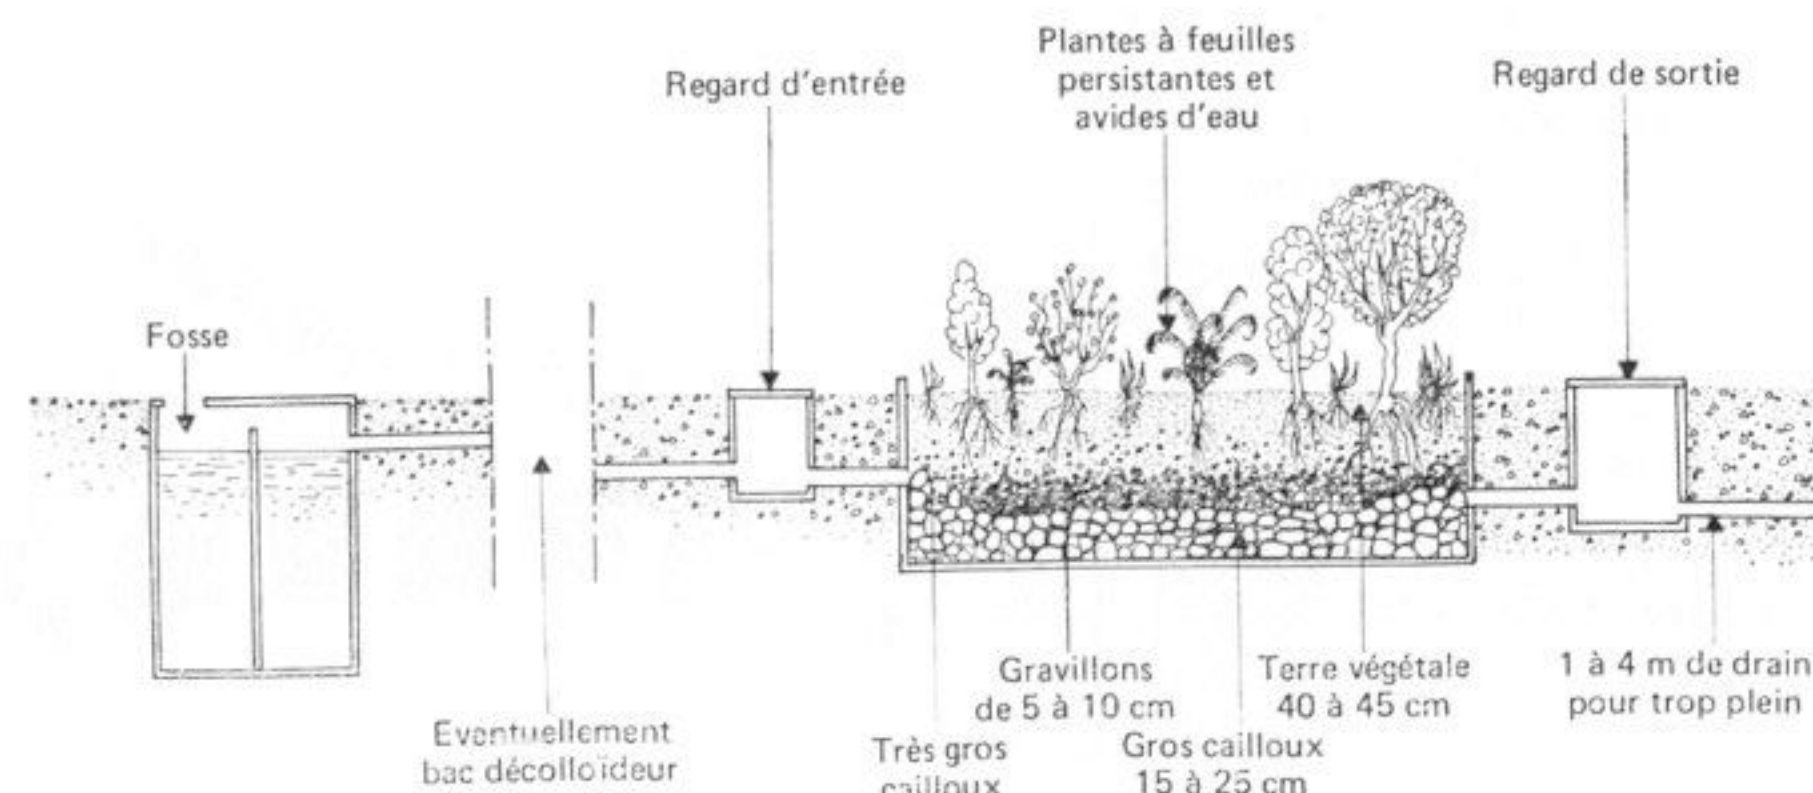 Plantes à feuilles
persistantes et
avides d'eau
Regard d'entrée
Regard de sortie
Fosse
Gravillons
de 5 à 10 cm
Terre végétale
40 à 45 cm
1 à 4 m de drain
pour trop plein
Eventuellement
bac décolloïdeur
Très gros
cailloux
Gros cailloux
15 à 25 cm